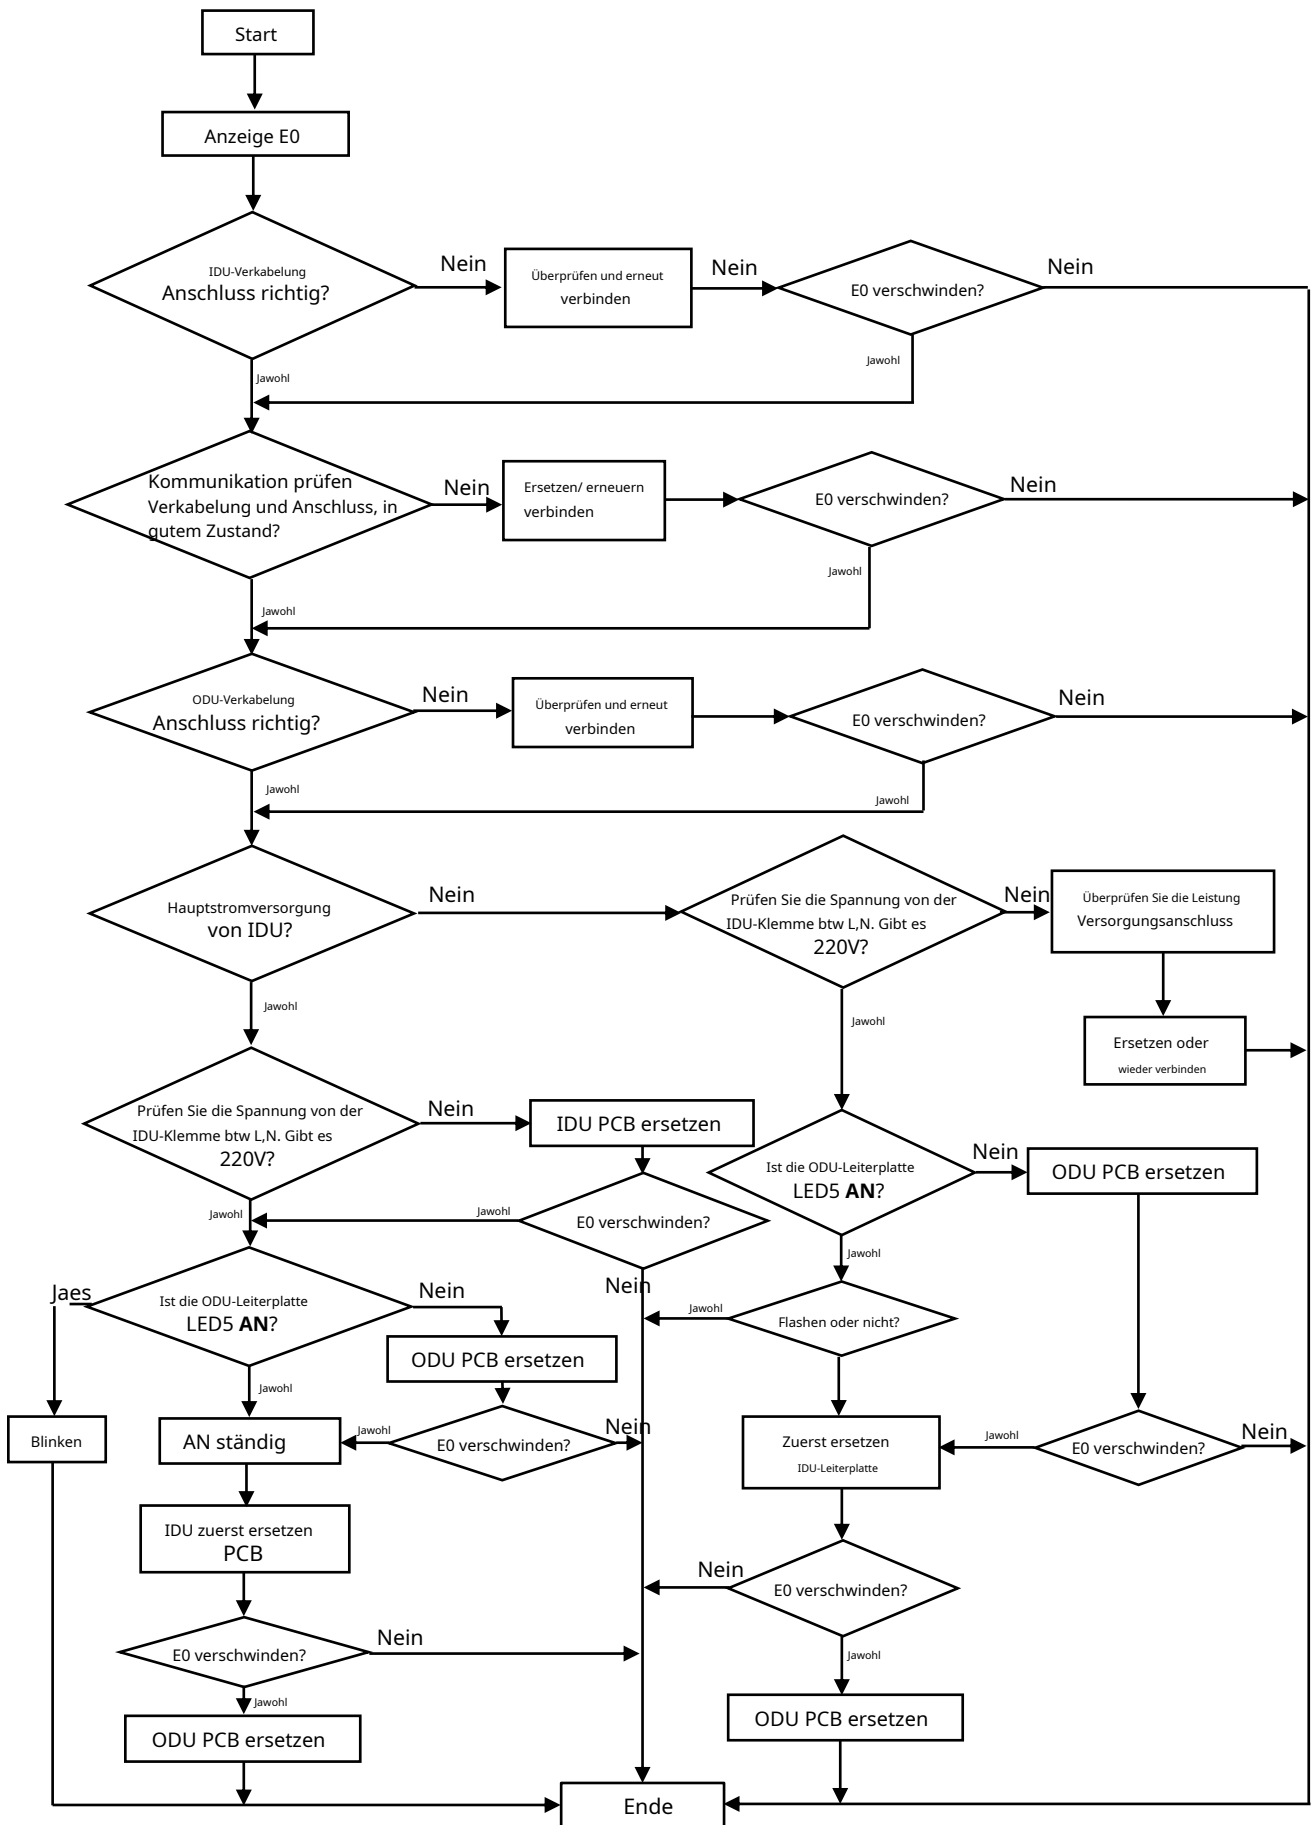 Start
Anzeige E0
IDU-Verkabelung
Anschluss richtig?
Nein
Überprüfen und erneut
verbinden
Nein
E0 verschwinden?
Nein
Jawohl
Jawohl
Kommunikation prüfen
Verkabelung und Anschluss, in
gutem Zustand?
Nein
Ersetzen/ erneuern
verbinden
E0 verschwinden?
Nein
Jawohl
Jawohl
ODU-Verkabelung
Anschluss richtig?
Nein
Überprüfen und erneut
verbinden
E0 verschwinden?
Nein
Jawohl
Jawohl
Hauptstromversorgung
von IDU?
Nein
Prüfen Sie die Spannung von der
IDU-Klemme btw L,N. Gibt es
220V?
Nein
Überprüfen Sie die Leistung
Versorgungsanschluss
Jawohl
Jawohl
Ersetzen oder
wieder verbinden
Prüfen Sie die Spannung von der
IDU-Klemme btw L,N. Gibt es
220V?
Nein
IDU PCB ersetzen
Ist die ODU-Leiterplatte
LED5 AN?
Nein
ODU PCB ersetzen
Jawohl
Jawohl
E0 verschwinden?
Jawohl
Nein
Jaes
Ist die ODU-Leiterplatte
LED5 AN?
Nein
Jawohl
Flashen oder nicht?
ODU PCB ersetzen
Jawohl
Blinken
AN ständig
Jawohl
E0 verschwinden?
Nein
Zuerst ersetzen
IDU-Leiterplatte
Jawohl
E0 verschwinden?
Nein
IDU zuerst ersetzen
PCB
Nein
E0 verschwinden?
E0 verschwinden?
Nein
Jawohl
Jawohl
ODU PCB ersetzen
ODU PCB ersetzen
Ende